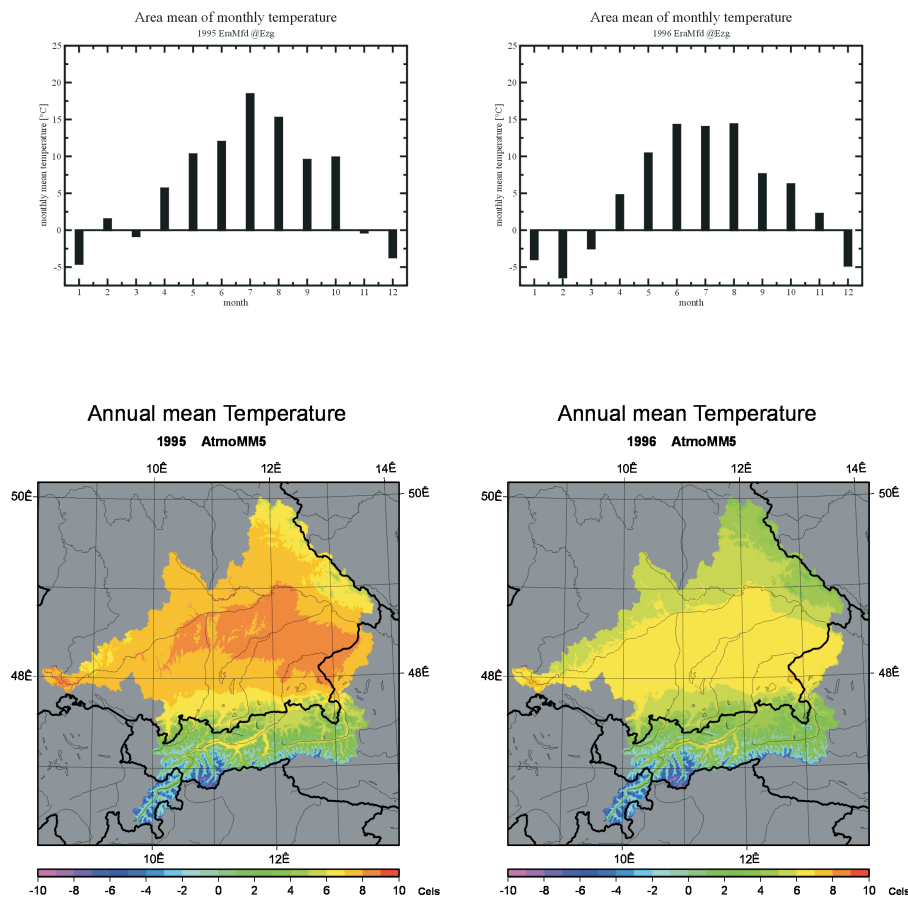 Area mean of monthly temperature
1995 EraMfd @Ezg
monthly mean temperature [°C]
25
20
15
10
5
0
-5
1 2 3 4 5 6 7 8 9 10 11 12
month
Area mean of monthly temperature
1996 EraMfd @Ezg
monthly mean temperature [°C]
25
20
15
10
5
0
-5
1 2 3 4 5 6 7 8 9 10 11 12
month
Annual mean Temperature
1995 AtmoMM5
10Ê 12Ê 14Ê
50Ê 50Ê
48Ê 48Ê
10Ê 12Ê
-10 -8 -6 -4 -2 0 2 4 6 8 10 Cels
Annual mean Temperature
1996 AtmoMM5
10Ê 12Ê 14Ê
50Ê 50Ê
48Ê 48Ê
10Ê 12Ê
-10 -8 -6 -4 -2 0 2 4 6 8 10 Cels